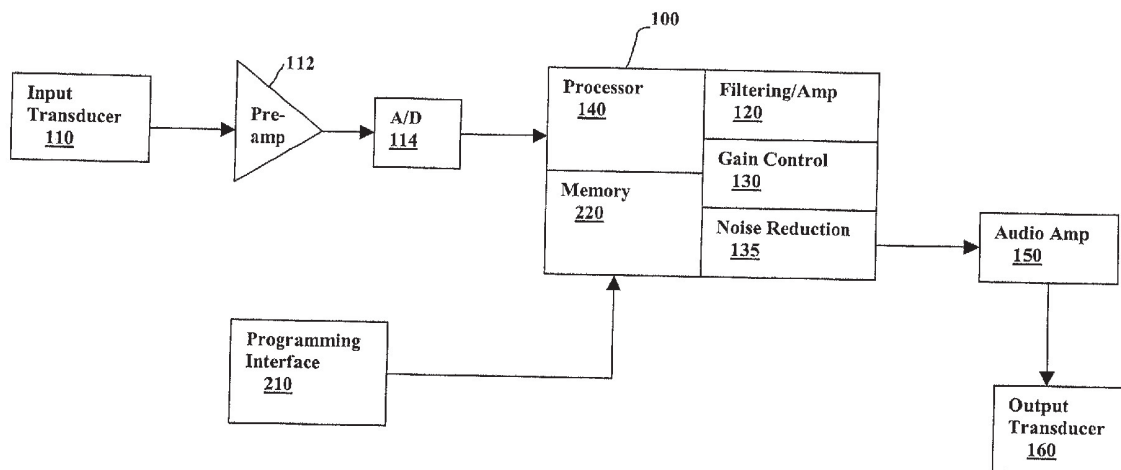 100
112
Input
Transducer
110
Pre-
amp
A/D
114
Processor
140
Memory
220
Filtering/Amp
120
Gain Control
130
Noise Reduction
135
Audio Amp
150
Programming
Interface
210
Output
Transducer
160